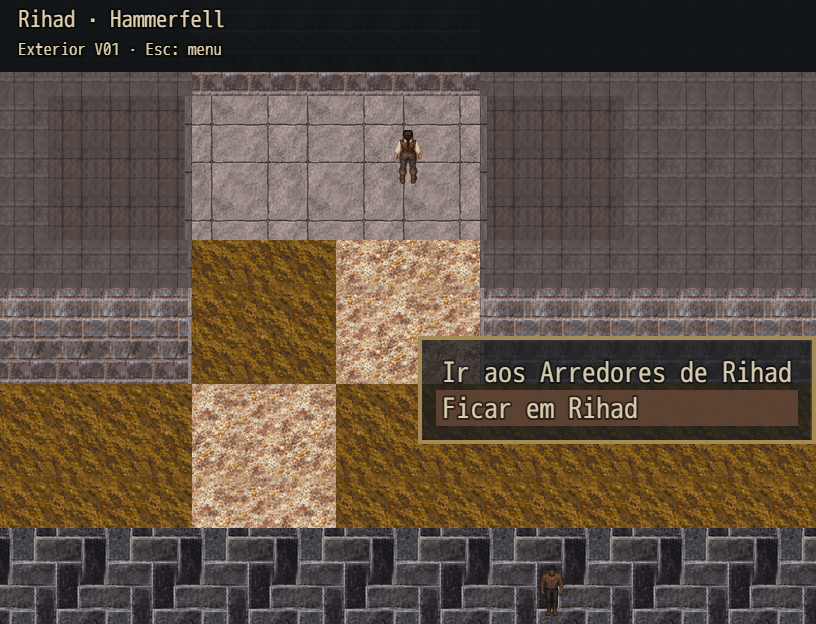 Rihad · Hammerfell
Exterior V01 · Esc: menu
Ir aos Arredores de Rihad
Ficar em Rihad